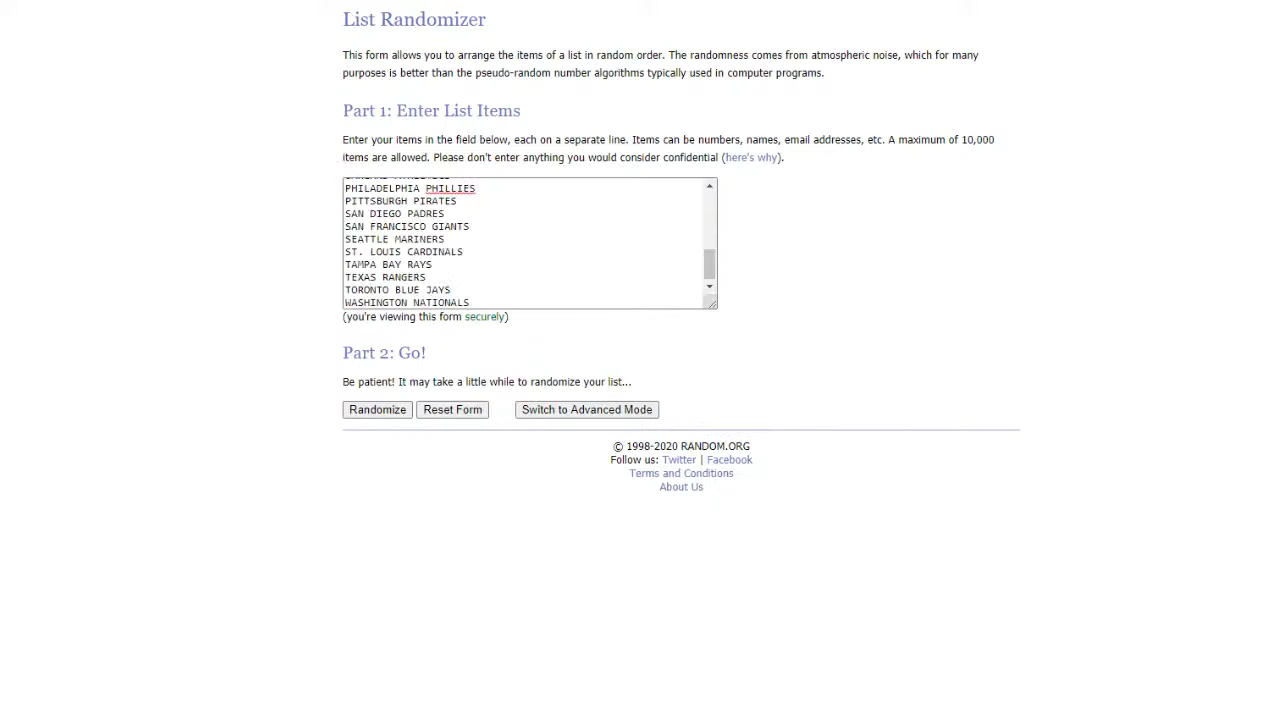 List Randomizer
This form allows you to arrange the items of a list in random order. The randomness comes from atmospheric noise, which for many
purposes is better than the pseudo-random number algorithms typically used in computer programs.
Part 1: Enter List Items
Enter your items in the field below, each on a separate line. Items can be numbers, names, email addresses, etc. A maximum of 10,000
items are allowed. Please don't enter anything you would consider confidential (here's why).
PHILADELPHIA PHILLIES
PITTSBURGH PIRATES
SAN DIEGO PADRES
SAN FRANCISCO GIANTS
SEATTLE MARINERS
ST. LOUIS CARDINALS
TAMPA BAY RAYS
TEXAS RANGERS
TORONTO BLUE JAYS
WASHINGTON NATIONALS
(you're viewing this form securely)
Part 2: Go!
Be patient! It may take a little while to randomize your list...
Randomize Reset Form Switch to Advanced Mode
© 1998-2020 RANDOM.ORG
Follow us: Twitter | Facebook
Terms and Conditions
About Us